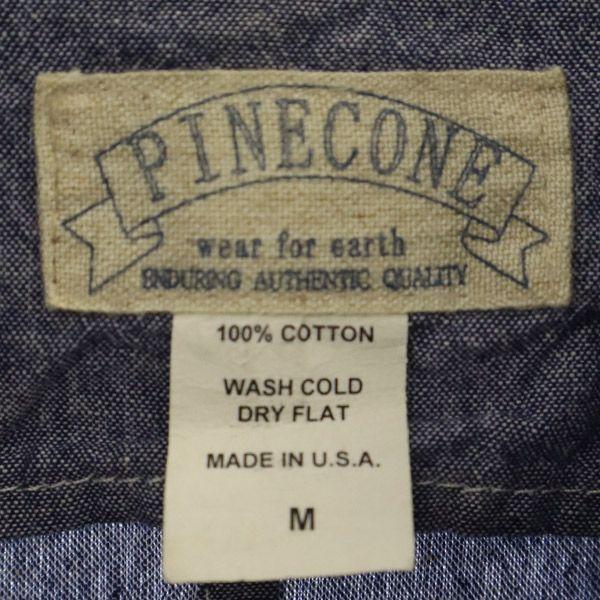 PINECONE
wear for earth
ENDURING AUTHENTIC QUALITY
100% COTTON
WASH COLD
DRY FLAT
MADE IN U.S.A.
M